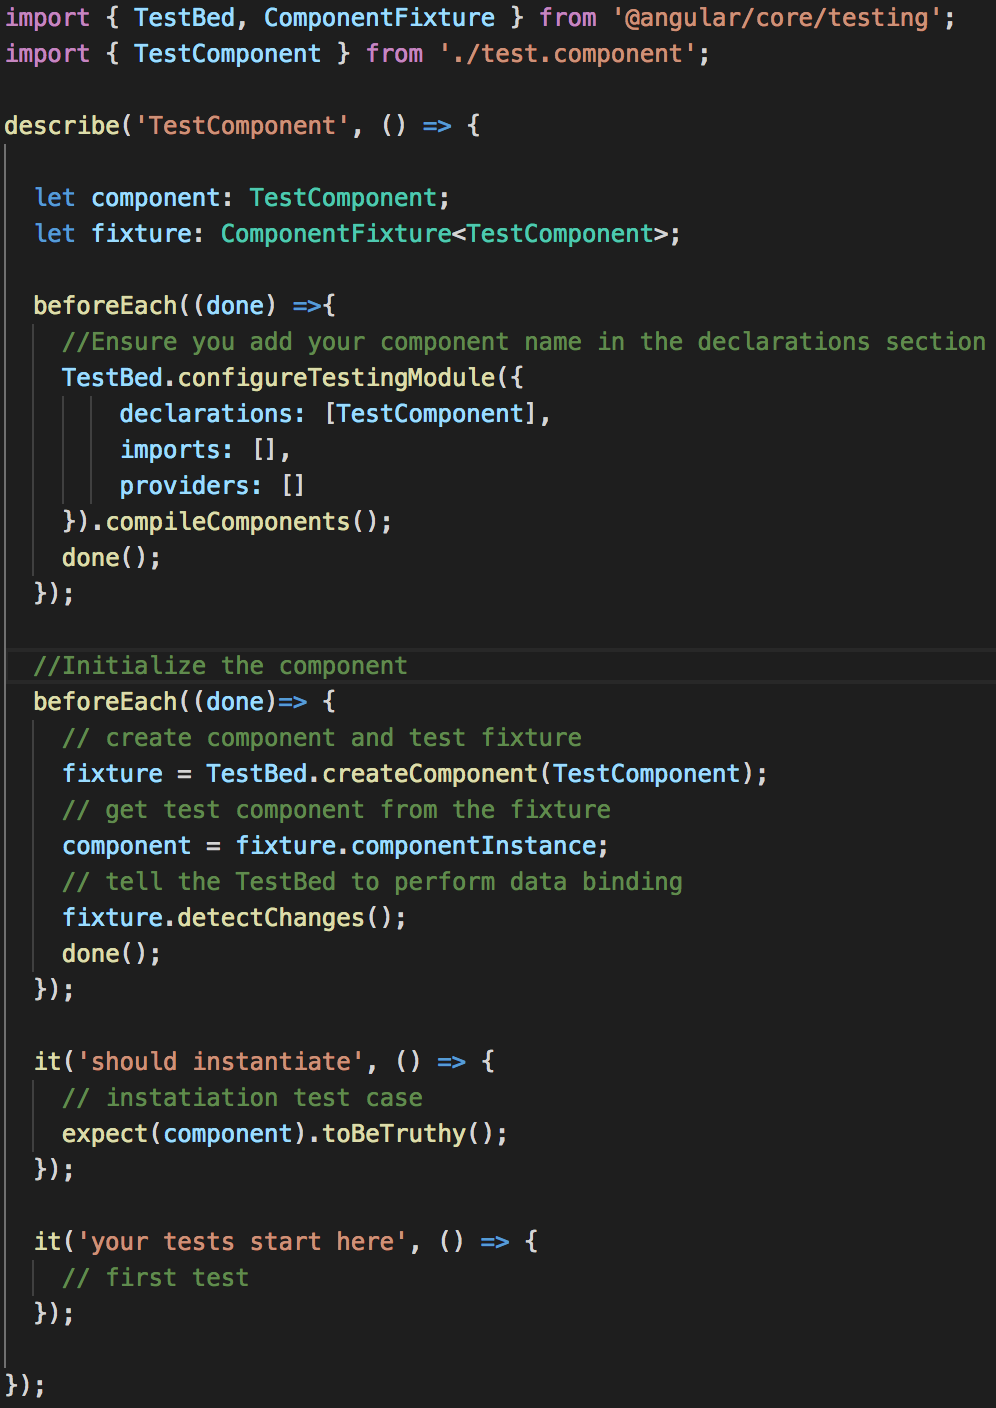 import { TestBed, ComponentFixture } from '@angular/core/testing';
import { TestComponent } from './test.component';

describe('TestComponent', () => {

  let component: TestComponent;
  let fixture: ComponentFixture<TestComponent>;

  beforeEach((done) =>{
    //Ensure you add your component name in the declarations section
    TestBed.configureTestingModule({
        declarations: [TestComponent],
        imports: [],
        providers: []
    }).compileComponents();
    done();
  });

  //Initialize the component
  beforeEach((done)=> {
    // create component and test fixture
    fixture = TestBed.createComponent(TestComponent);
    // get test component from the fixture
    component = fixture.componentInstance;
    // tell the TestBed to perform data binding
    fixture.detectChanges();
    done();
  });

  it('should instantiate', () => {
    // instatiation test case
    expect(component).toBeTruthy();
  });

  it('your tests start here', () => {
    // first test
  });

});